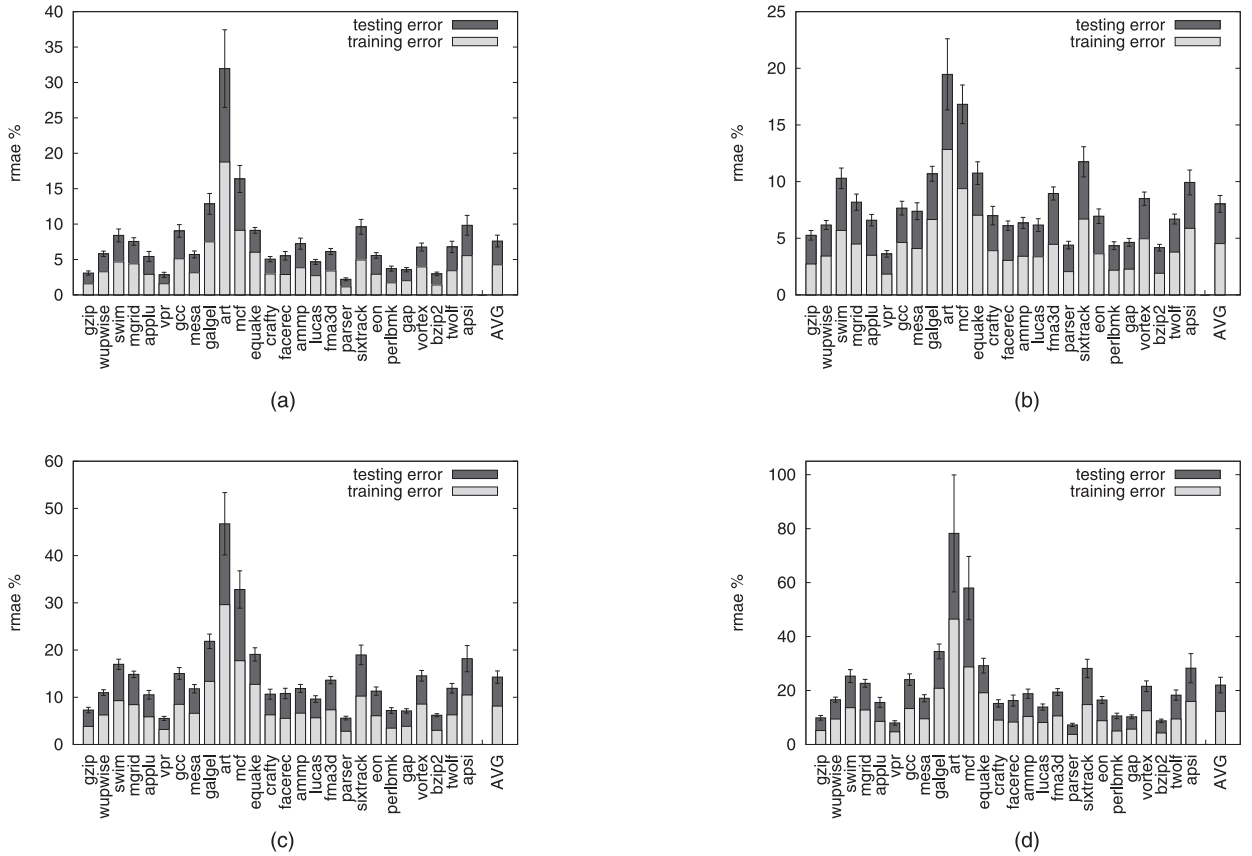 testing error
training error
rmae %
40
35
30
25
20
15
10
5
0
gzip
wupwise
swim
mgrid
applu
vpr
gcc
mesa
galgel
art
mcf
equake
crafty
facerec
ammp
lucas
fma3d
parser
sixtrack
eon
perlbmk
gap
vortex
bzip2
twolf
apsi
AVG
(a)
testing error
training error
rmae %
25
20
15
10
5
0
gzip
wupwise
swim
mgrid
applu
vpr
gcc
mesa
galgel
art
mcf
equake
crafty
facerec
ammp
lucas
fma3d
parser
sixtrack
eon
perlbmk
gap
vortex
bzip2
twolf
apsi
AVG
(b)
testing error
training error
rmae %
60
50
40
30
20
10
0
gzip
wupwise
swim
mgrid
applu
vpr
gcc
mesa
galgel
art
mcf
equake
crafty
facerec
ammp
lucas
fma3d
parser
sixtrack
eon
perlbmk
gap
vortex
bzip2
twolf
apsi
AVG
(c)
testing error
training error
rmae %
100
80
60
40
20
0
gzip
wupwise
swim
mgrid
applu
vpr
gcc
mesa
galgel
art
mcf
equake
crafty
facerec
ammp
lucas
fma3d
parser
sixtrack
eon
perlbmk
gap
vortex
bzip2
twolf
apsi
AVG
(d)